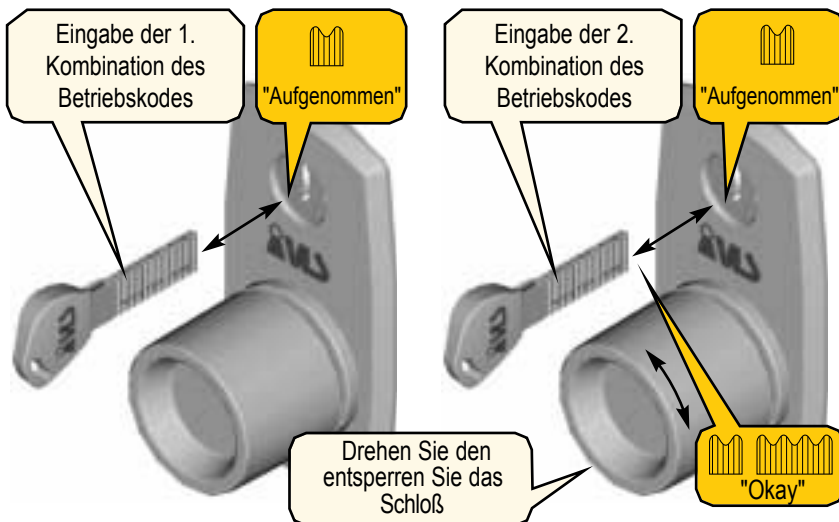 Eingabe der 1.
Kombination des
Betriebskodes
"Aufgenommen"
Eingabe der 2.
Kombination des
Betriebskodes
"Aufgenommen"
Drehen Sie den
entsperren Sie das
Schloß
"Okay"